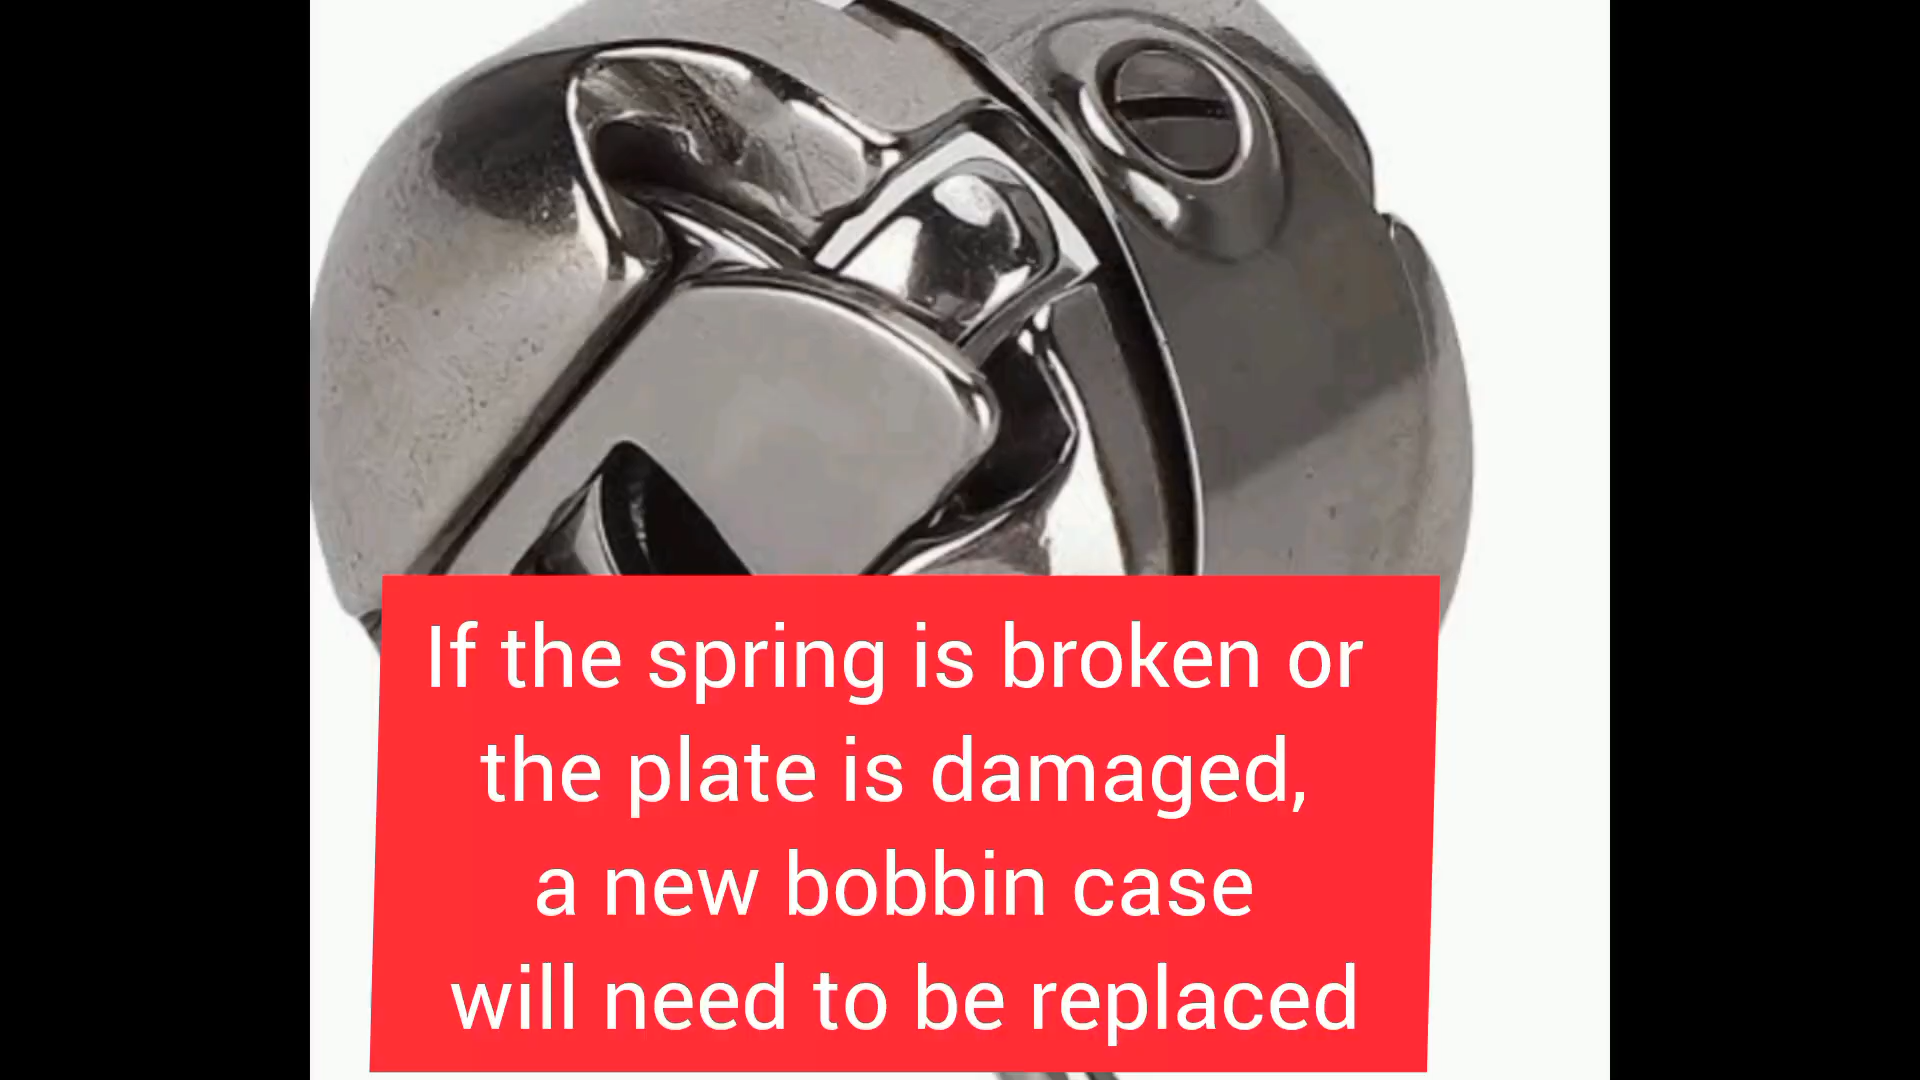 If the spring is broken or
the plate is damaged,
a new bobbin case
will need to be replaced